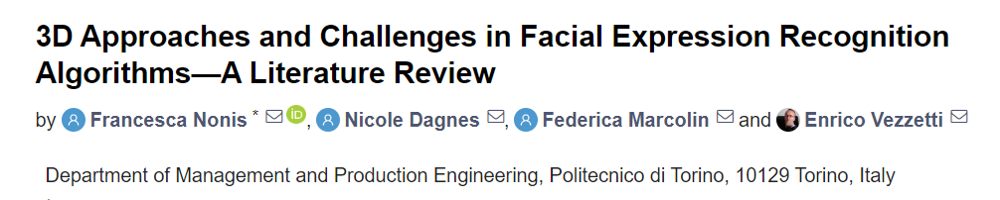 3D Approaches and Challenges in Facial Expression Recognition
Algorithms—A Literature Review
by Francesca Nonis * iD, Nicole Dagnes, Federica Marcolin and Enrico Vezzetti
Department of Management and Production Engineering, Politecnico di Torino, 10129 Torino, Italy